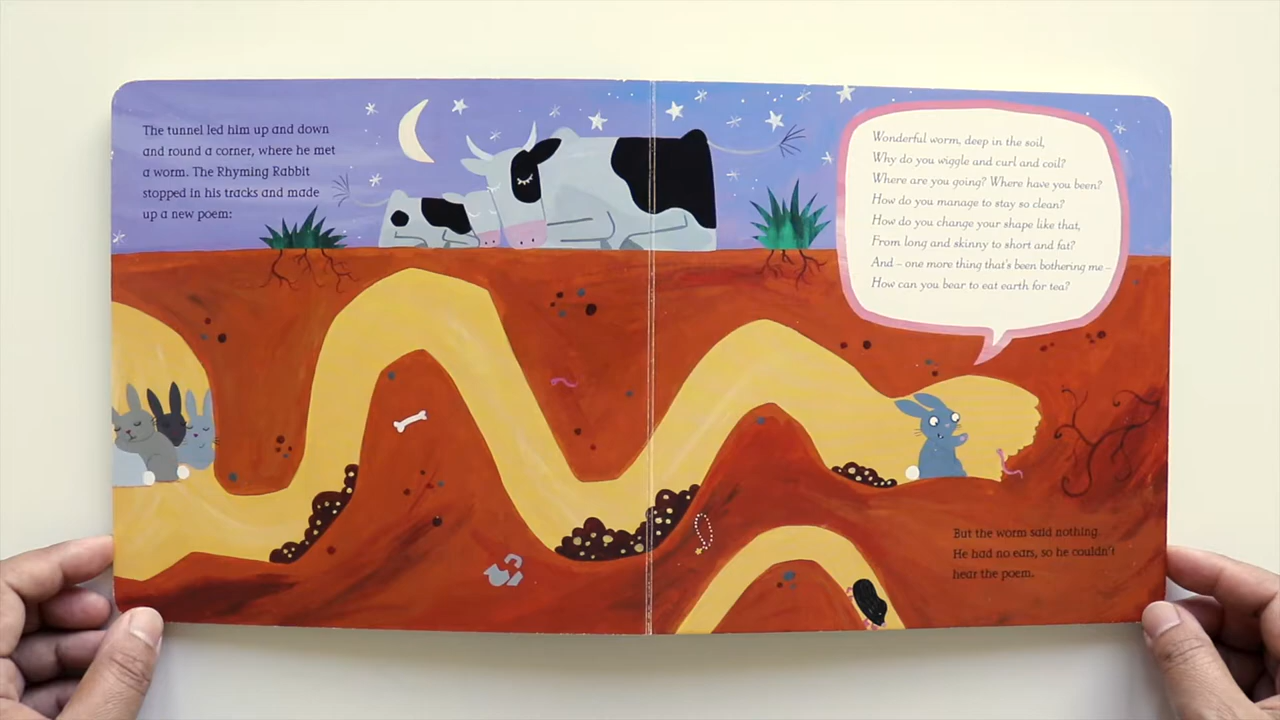 The tunnel led him up and down
and round a corner, where he met
a worm. The Rhyming Rabbit
stopped in his tracks and made
up a new poem:
Wonderful worm, deep in the soil,
Why do you wiggle and curl and coil?
Where are you going? Where have you been?
How do you manage to stay so clean?
How do you change your shape like that,
From long and skinny to short and fat?
And – one more thing that's been bothering me –
How can you bear to eat earth for tea?
But the worm said nothing.
He had no ears, so he couldn't
hear the poem.